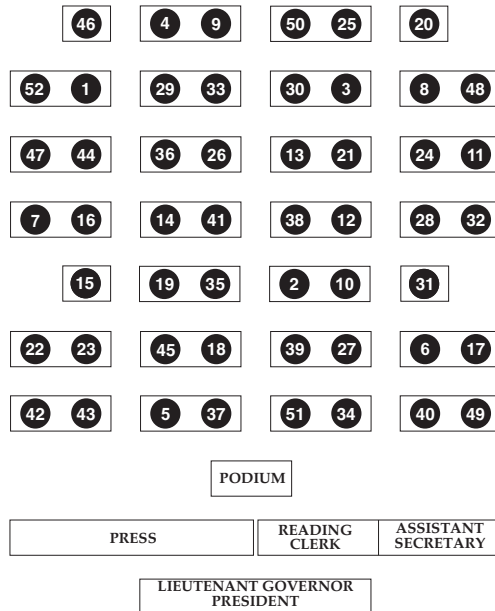 46 4 9 50 25 20
52 1 29 33 30 3 8 48
47 44 36 26 13 21 24 11
7 16 14 41 38 12 28 32
15 19 35 2 10 31
22 23 45 18 39 27 6 17
42 43 5 37 51 34 40 49
PODIUM
PRESS
READING
CLERK
ASSISTANT
SECRETARY
LIEUTENANT GOVERNOR
PRESIDENT